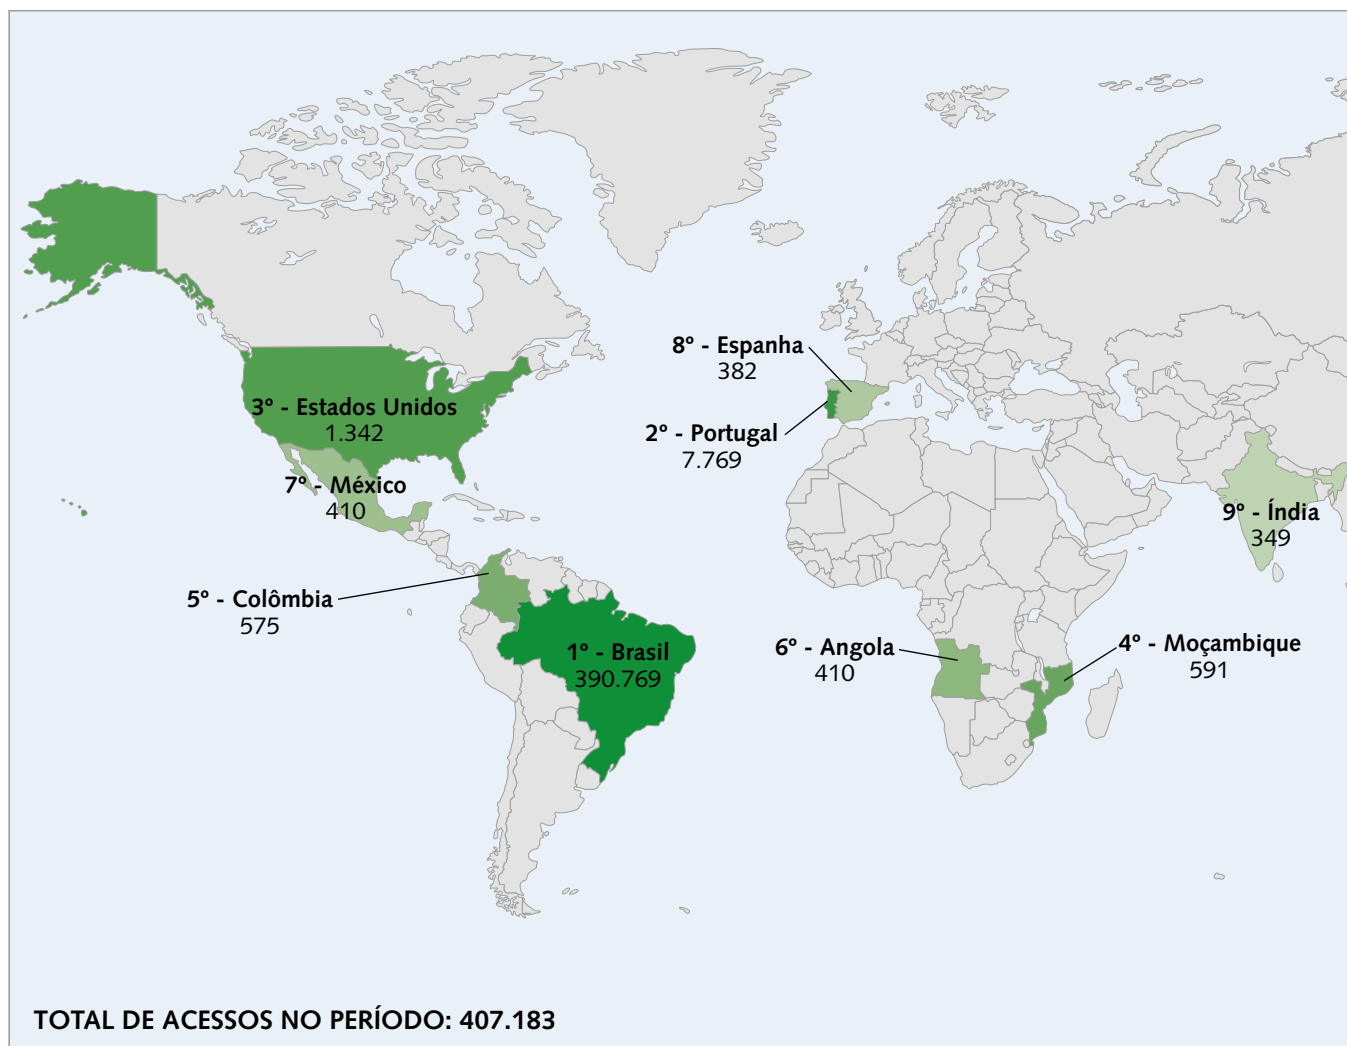 8º - Espanha
382
3º - Estados Unidos
1.342
2º - Portugal
7.769
7º - México
410
9º - Índia
349
5º - Colômbia
575
1º - Brasil
390.769
6º - Angola
410
4º - Moçambique
591
TOTAL DE ACESSOS NO PERÍODO: 407.183